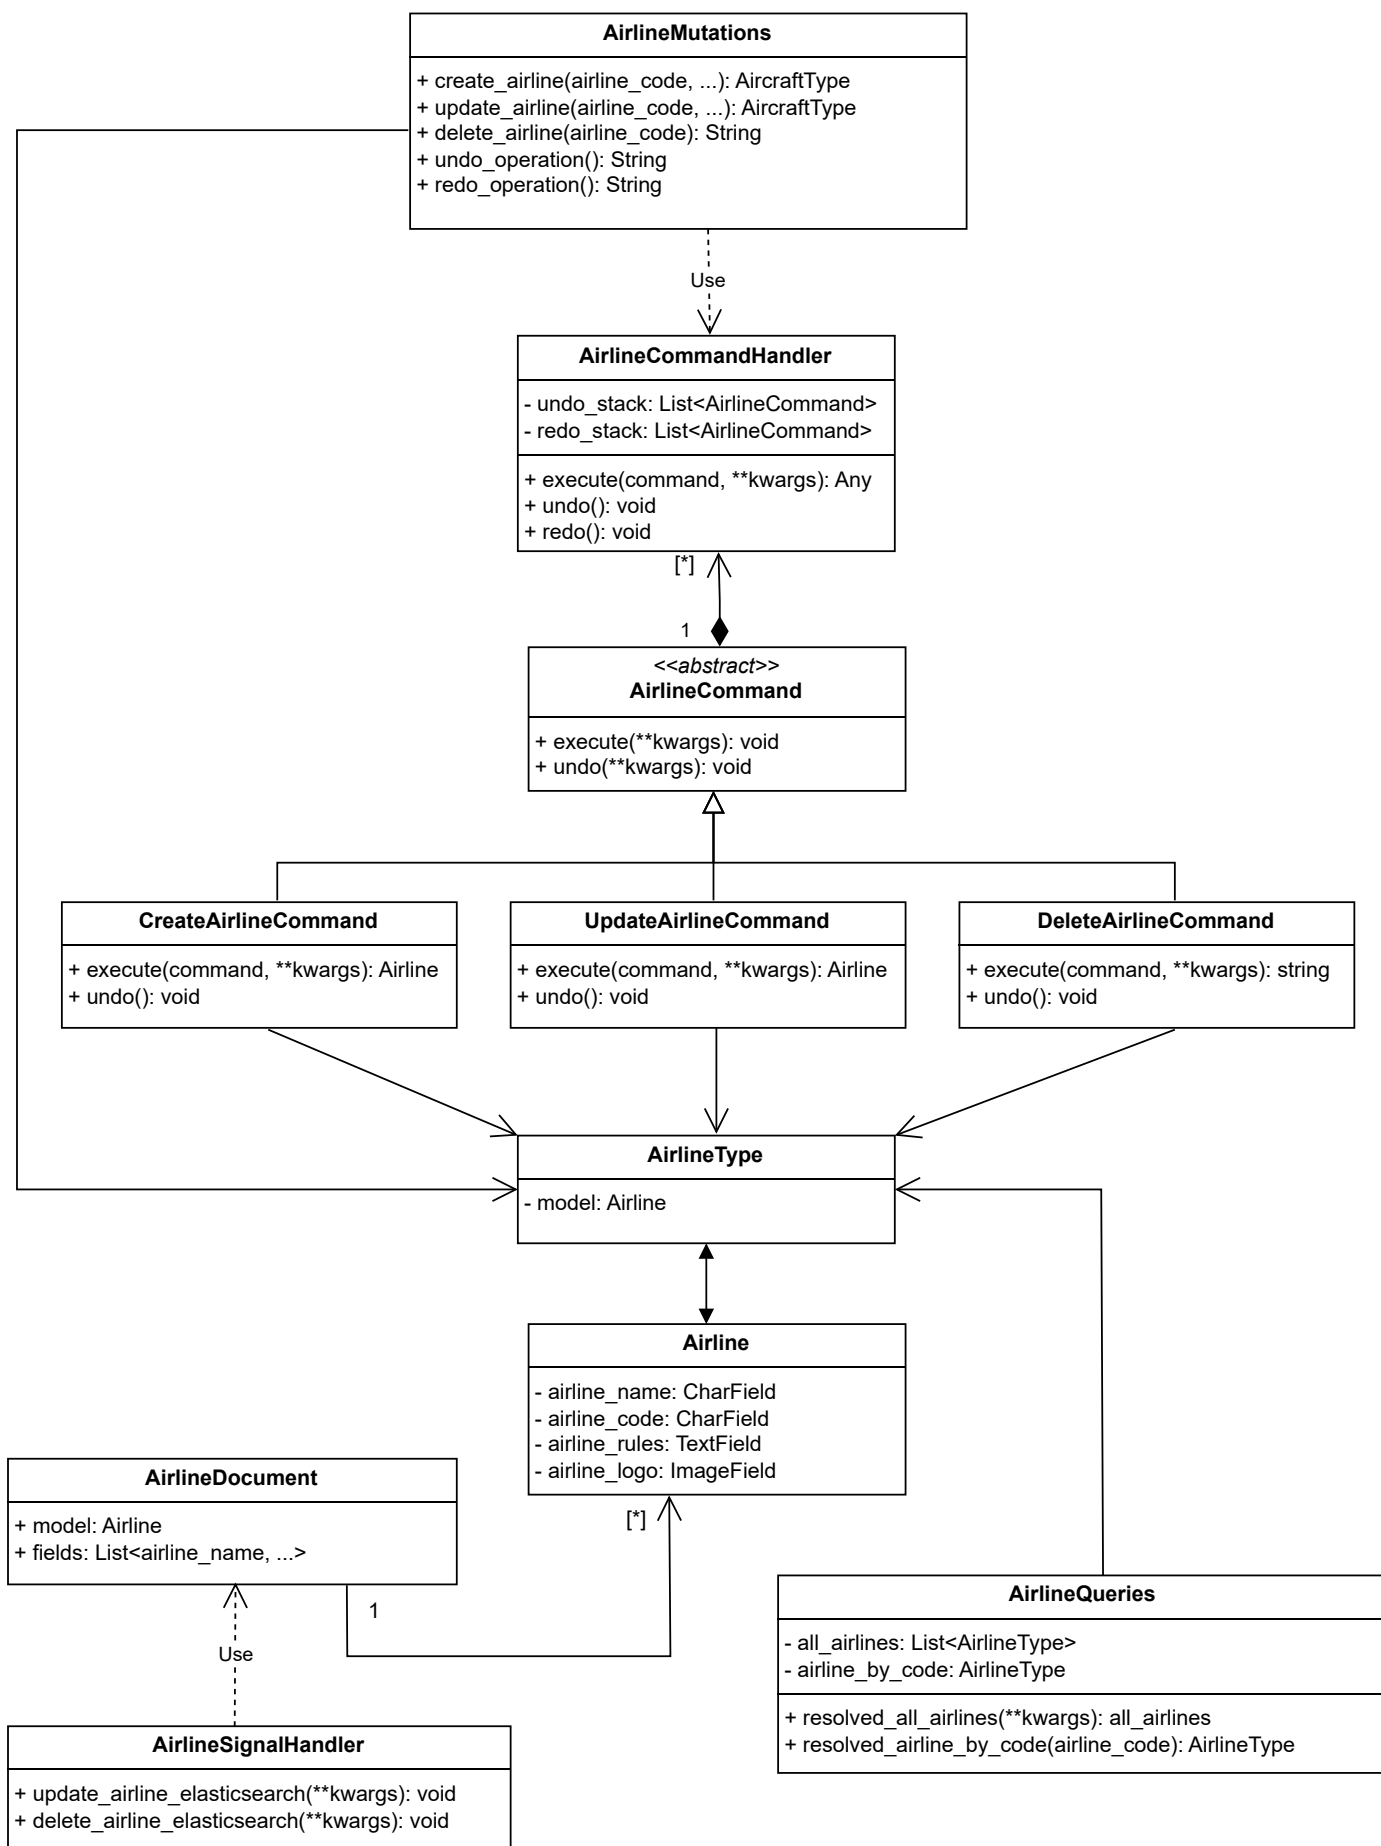 AirlineMutations
+ create_airline(airline_code, ...): AircraftType
+ update_airline(airline_code, ...): AircraftType
+ delete_airline(airline_code): String
+ undo_operation(): String
+ redo_operation(): String
Use
AirlineCommandHandler
- undo_stack: List<AirlineCommand>
- redo_stack: List<AirlineCommand>
+ execute(command, **kwargs): Any
+ undo(): void
+ redo(): void
[*]
1
<<abstract>>
AirlineCommand
+ execute(**kwargs): void
+ undo(**kwargs): void
CreateAirlineCommand
+ execute(command, **kwargs): Airline
+ undo(): void
UpdateAirlineCommand
+ execute(command, **kwargs): Airline
+ undo(): void
DeleteAirlineCommand
+ execute(command, **kwargs): string
+ undo(): void
AirlineType
- model: Airline
Airline
- airline_name: CharField
- airline_code: CharField
- airline_rules: TextField
- airline_logo: ImageField
[*]
AirlineDocument
+ model: Airline
+ fields: List<airline_name, ...>
1
Use
AirlineQueries
- all_airlines: List<AirlineType>
- airline_by_code: AirlineType
+ resolved_all_airlines(**kwargs): all_airlines
+ resolved_airline_by_code(airline_code): AirlineType
AirlineSignalHandler
+ update_airline_elasticsearch(**kwargs): void
+ delete_airline_elasticsearch(**kwargs): void